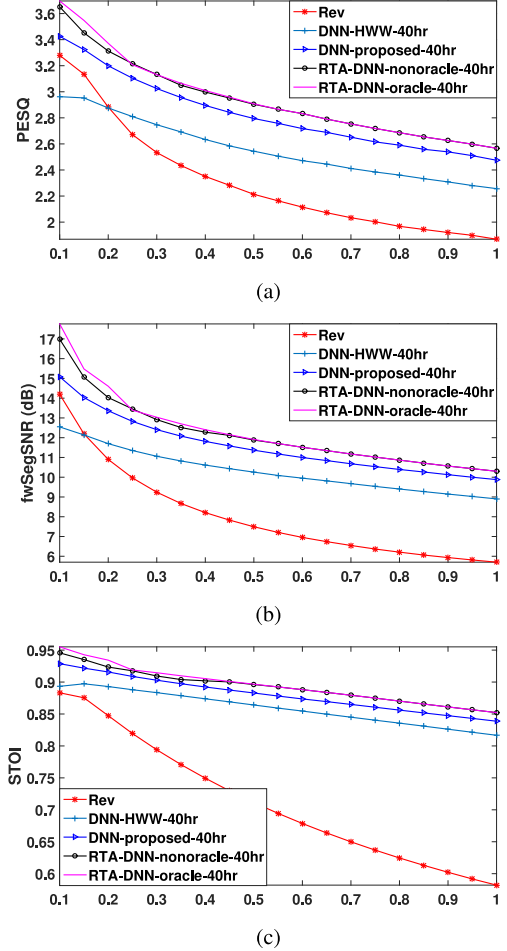 3.6
3.4
3.2
3
2.8
2.6
2.4
2.2
2
PESQ
Rev
DNN-HWW-40hr
DNN-proposed-40hr
RTA-DNN-nonoracle-40hr
RTA-DNN-oracle-40hr
0.1 0.2 0.3 0.4 0.5 0.6 0.7 0.8 0.9 1
(a)
17
16
15
14
13
12
11
10
9
8
7
6
fwSegSNR (dB)
Rev
DNN-HWW-40hr
DNN-proposed-40hr
RTA-DNN-nonoracle-40hr
RTA-DNN-oracle-40hr
0.1 0.2 0.3 0.4 0.5 0.6 0.7 0.8 0.9 1
(b)
0.95
0.9
0.85
0.8
0.75
0.7
0.65
0.6
STOI
Rev
DNN-HWW-40hr
DNN-proposed-40hr
RTA-DNN-nonoracle-40hr
RTA-DNN-oracle-40hr
0.1 0.2 0.3 0.4 0.5 0.6 0.7 0.8 0.9 1
(c)